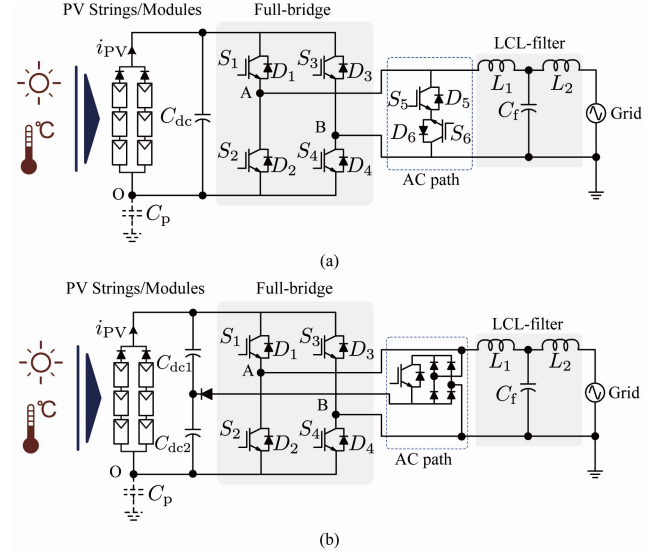 PV Strings/Modules Full-bridge
LCL-filter
i_PV
S_1 D_1 S_3 D_3
A
L_1 L_2
°C
C_dc
S_5 D_5
C_f
Grid
B
D_6 S_6
S_2 D_2 S_4 D_4
O
AC path
C_p
(a)
PV Strings/Modules Full-bridge
LCL-filter
i_PV
S_1 D_1 S_3 D_3
C_dc1
A
L_1 L_2
°C
C_f
Grid
B
C_dc2
S_2 D_2 S_4 D_4
AC path
O
C_p
(b)